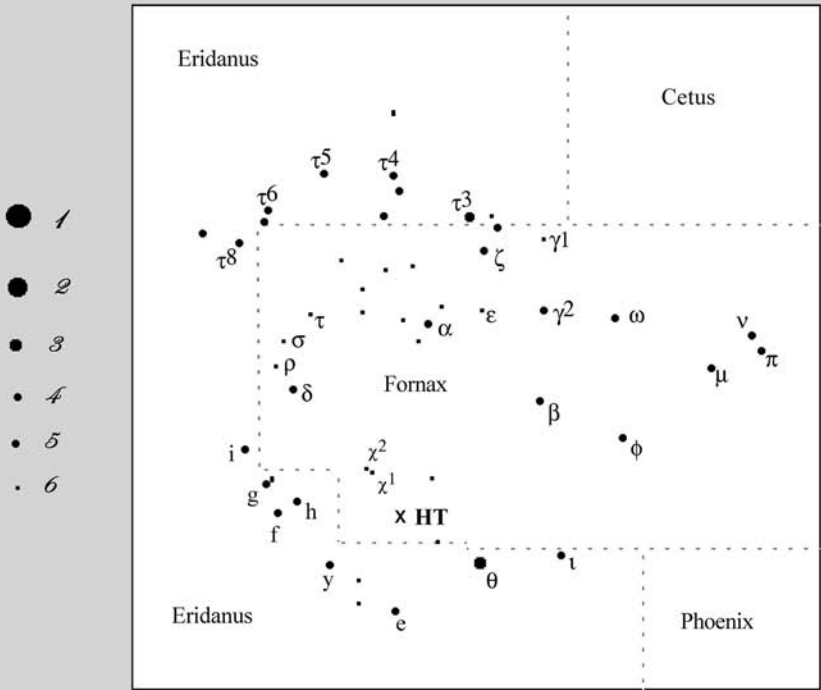 Eridanus
Cetus
τ5
τ4
τ6
τ3
τ8
ζ
γ1
1
2
3
4
5
6
τ
α
ε
γ2
ω
ν
σ
π
ρ
μ
δ
Fornax
β
φ
i
χ2
χ1
g
h
f
x HT
y
θ
ι
e
Eridanus
Phoenix